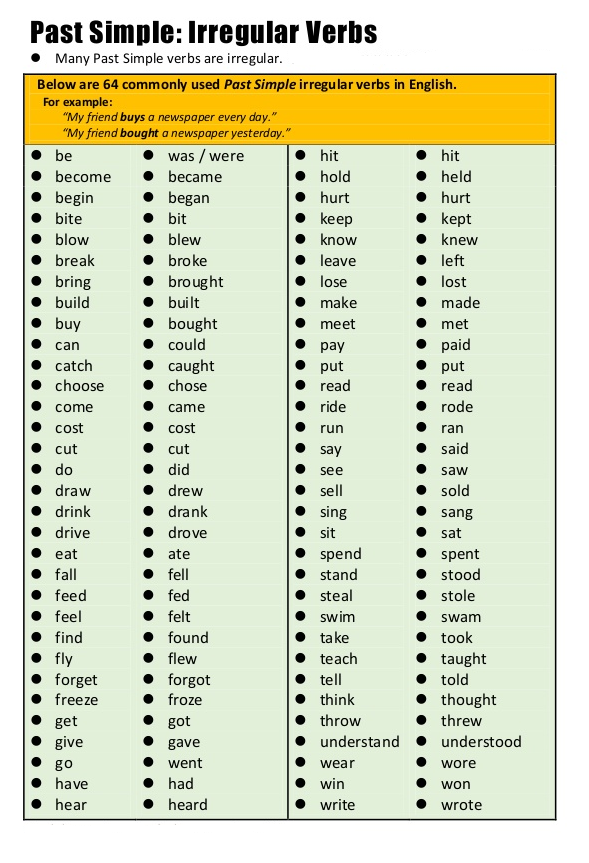 Past Simple: Irregular Verbs
● Many Past Simple verbs are irregular.
Below are 64 commonly used Past Simple irregular verbs in English.
For example:
“My friend buys a newspaper every day.”
“My friend bought a newspaper yesterday.”
● be ● was / were ● hit ● hit
● become ● became ● hold ● held
● begin ● began ● hurt ● hurt
● bite ● bit ● keep ● kept
● blow ● blew ● know ● knew
● break ● broke ● leave ● left
● bring ● brought ● lose ● lost
● build ● built ● make ● made
● buy ● bought ● meet ● met
● can ● could ● pay ● paid
● catch ● caught ● put ● put
● choose ● chose ● read ● read
● come ● came ● ride ● rode
● cost ● cost ● run ● ran
● cut ● cut ● say ● said
● do ● did ● see ● saw
● draw ● drew ● sell ● sold
● drink ● drank ● sing ● sang
● drive ● drove ● sit ● sat
● eat ● ate ● spend ● spent
● fall ● fell ● stand ● stood
● feed ● fed ● steal ● stole
● feel ● felt ● swim ● swam
● find ● found ● take ● took
● fly ● flew ● teach ● taught
● forget ● forgot ● tell ● told
● freeze ● froze ● think ● thought
● get ● got ● throw ● threw
● give ● gave ● understand ● understood
● go ● went ● wear ● wore
● have ● had ● win ● won
● hear ● heard ● write ● wrote